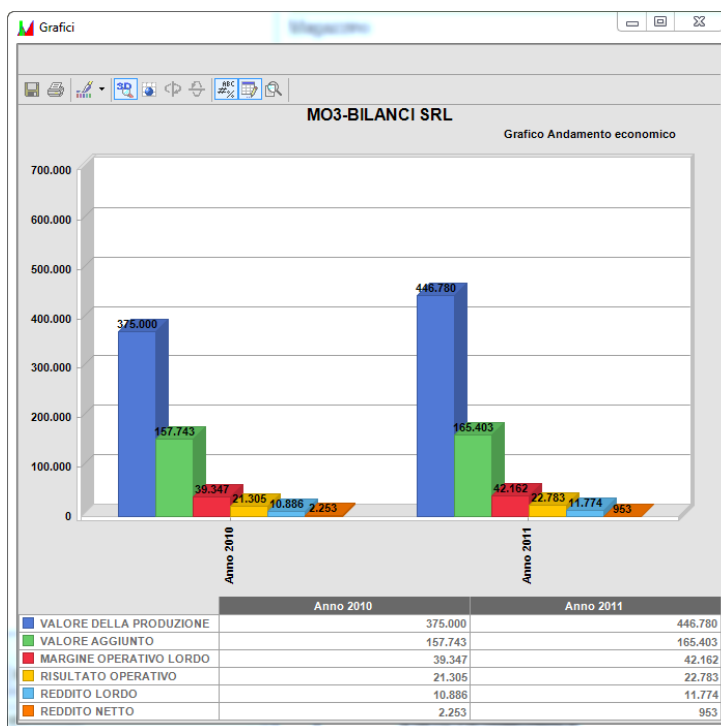 Grafici
Magazzino
ABC
#%
3D
MO3-BILANCI SRL
Grafico Andamento economico
700.000
600.000
500.000
400.000
300.000
200.000
100.000
0
375.000
157.743
39.347
21.305
10.886
2.253
446.780
165.403
42.162
22.783
11.774
953
Anno 2010
Anno 2011
Anno 2010 Anno 2011
VALORE DELLA PRODUZIONE 375.000 446.780
VALORE AGGIUNTO 157.743 165.403
MARGINE OPERATIVO LORDO 39.347 42.162
RISULTATO OPERATIVO 21.305 22.783
REDDITO LORDO 10.886 11.774
REDDITO NETTO 2.253 953